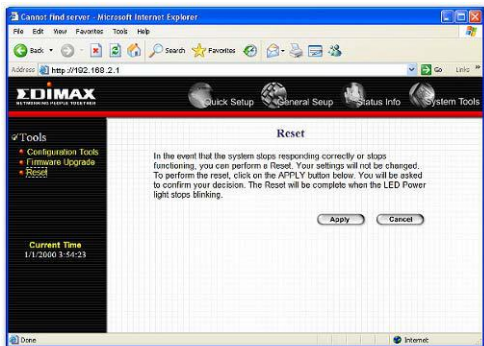 Cannot find server - Microsoft Internet Explorer
File Edit View Favorites Tools Help
Back Search Favorites
Address http://192.168.2.1 Go Links »
EDIMAX
NETWORKING PEOPLE TOGETHER
Quick Setup General Seup Status Info System Tools
Tools
Configuration Tools
Firmware Upgrade
Reset
Current Time
1/1/2000 3:54:23
Reset
In the event that the system stops responding correctly or stops
functioning, you can perform a Reset. Your settings will not be changed.
To perform the reset, click on the APPLY button below. You will be asked
to confirm your decision. The Reset will be complete when the LED Power
light stops blinking.
Apply Cancel
Done Internet